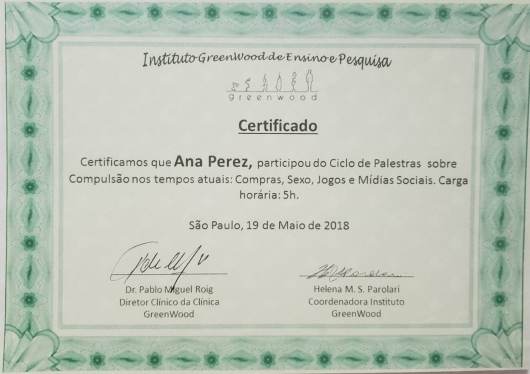 Instituto GreenWood de Ensino e Pesquisa
greenwood
Certificado
Certificamos que Ana Perez, participou do Ciclo de Palestras sobre
Compulsão nos tempos atuais: Compras, Sexo, Jogos e Mídias Sociais. Carga
horária: 5h.
São Paulo, 19 de Maio de 2018
Dr. Pablo Miguel Roig
Diretor Clínico da Clínica
GreenWood
Helena M. S. Parolari
Coordenadora Instituto
GreenWood